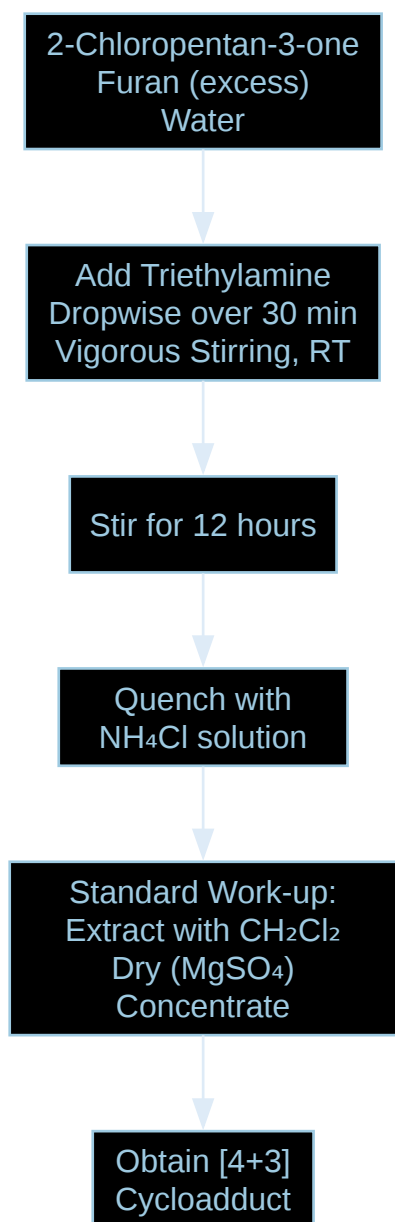 2-Chloropentan-3-one
Furan (excess)
Water
Add Triethylamine
Dropwise over 30 min
Vigorous Stirring, RT
Stir for 12 hours
Quench with
NH₄Cl solution
Standard Work-up:
Extract with CH₂Cl₂
Dry (MgSO₄)
Concentrate
Obtain [4+3]
Cycloadduct